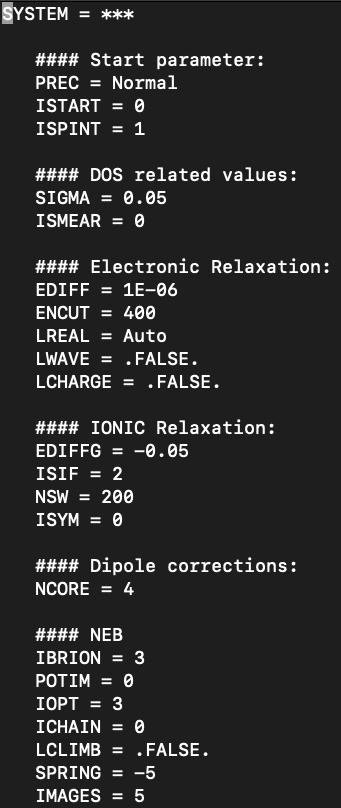 SYSTEM = ***
#### Start parameter:
PREC = Normal
ISTART = 0
ISPINT = 1
#### DOS related values:
SIGMA = 0.05
ISMEAR = 0
#### Electronic Relaxation:
EDIFF = 1E-06
ENCUT = 400
LREAL = Auto
LWAVE = .FALSE.
LCHARGE = .FALSE.
#### IONIC Relaxation:
EDIFFG = -0.05
ISIF = 2
NSW = 200
ISYM = 0
#### Dipole corrections:
NCORE = 4
#### NEB
IBRION = 3
POTIM = 0
IOPT = 3
ICHAIN = 0
LCLIMB = .FALSE.
SPRING = -5
IMAGES = 5